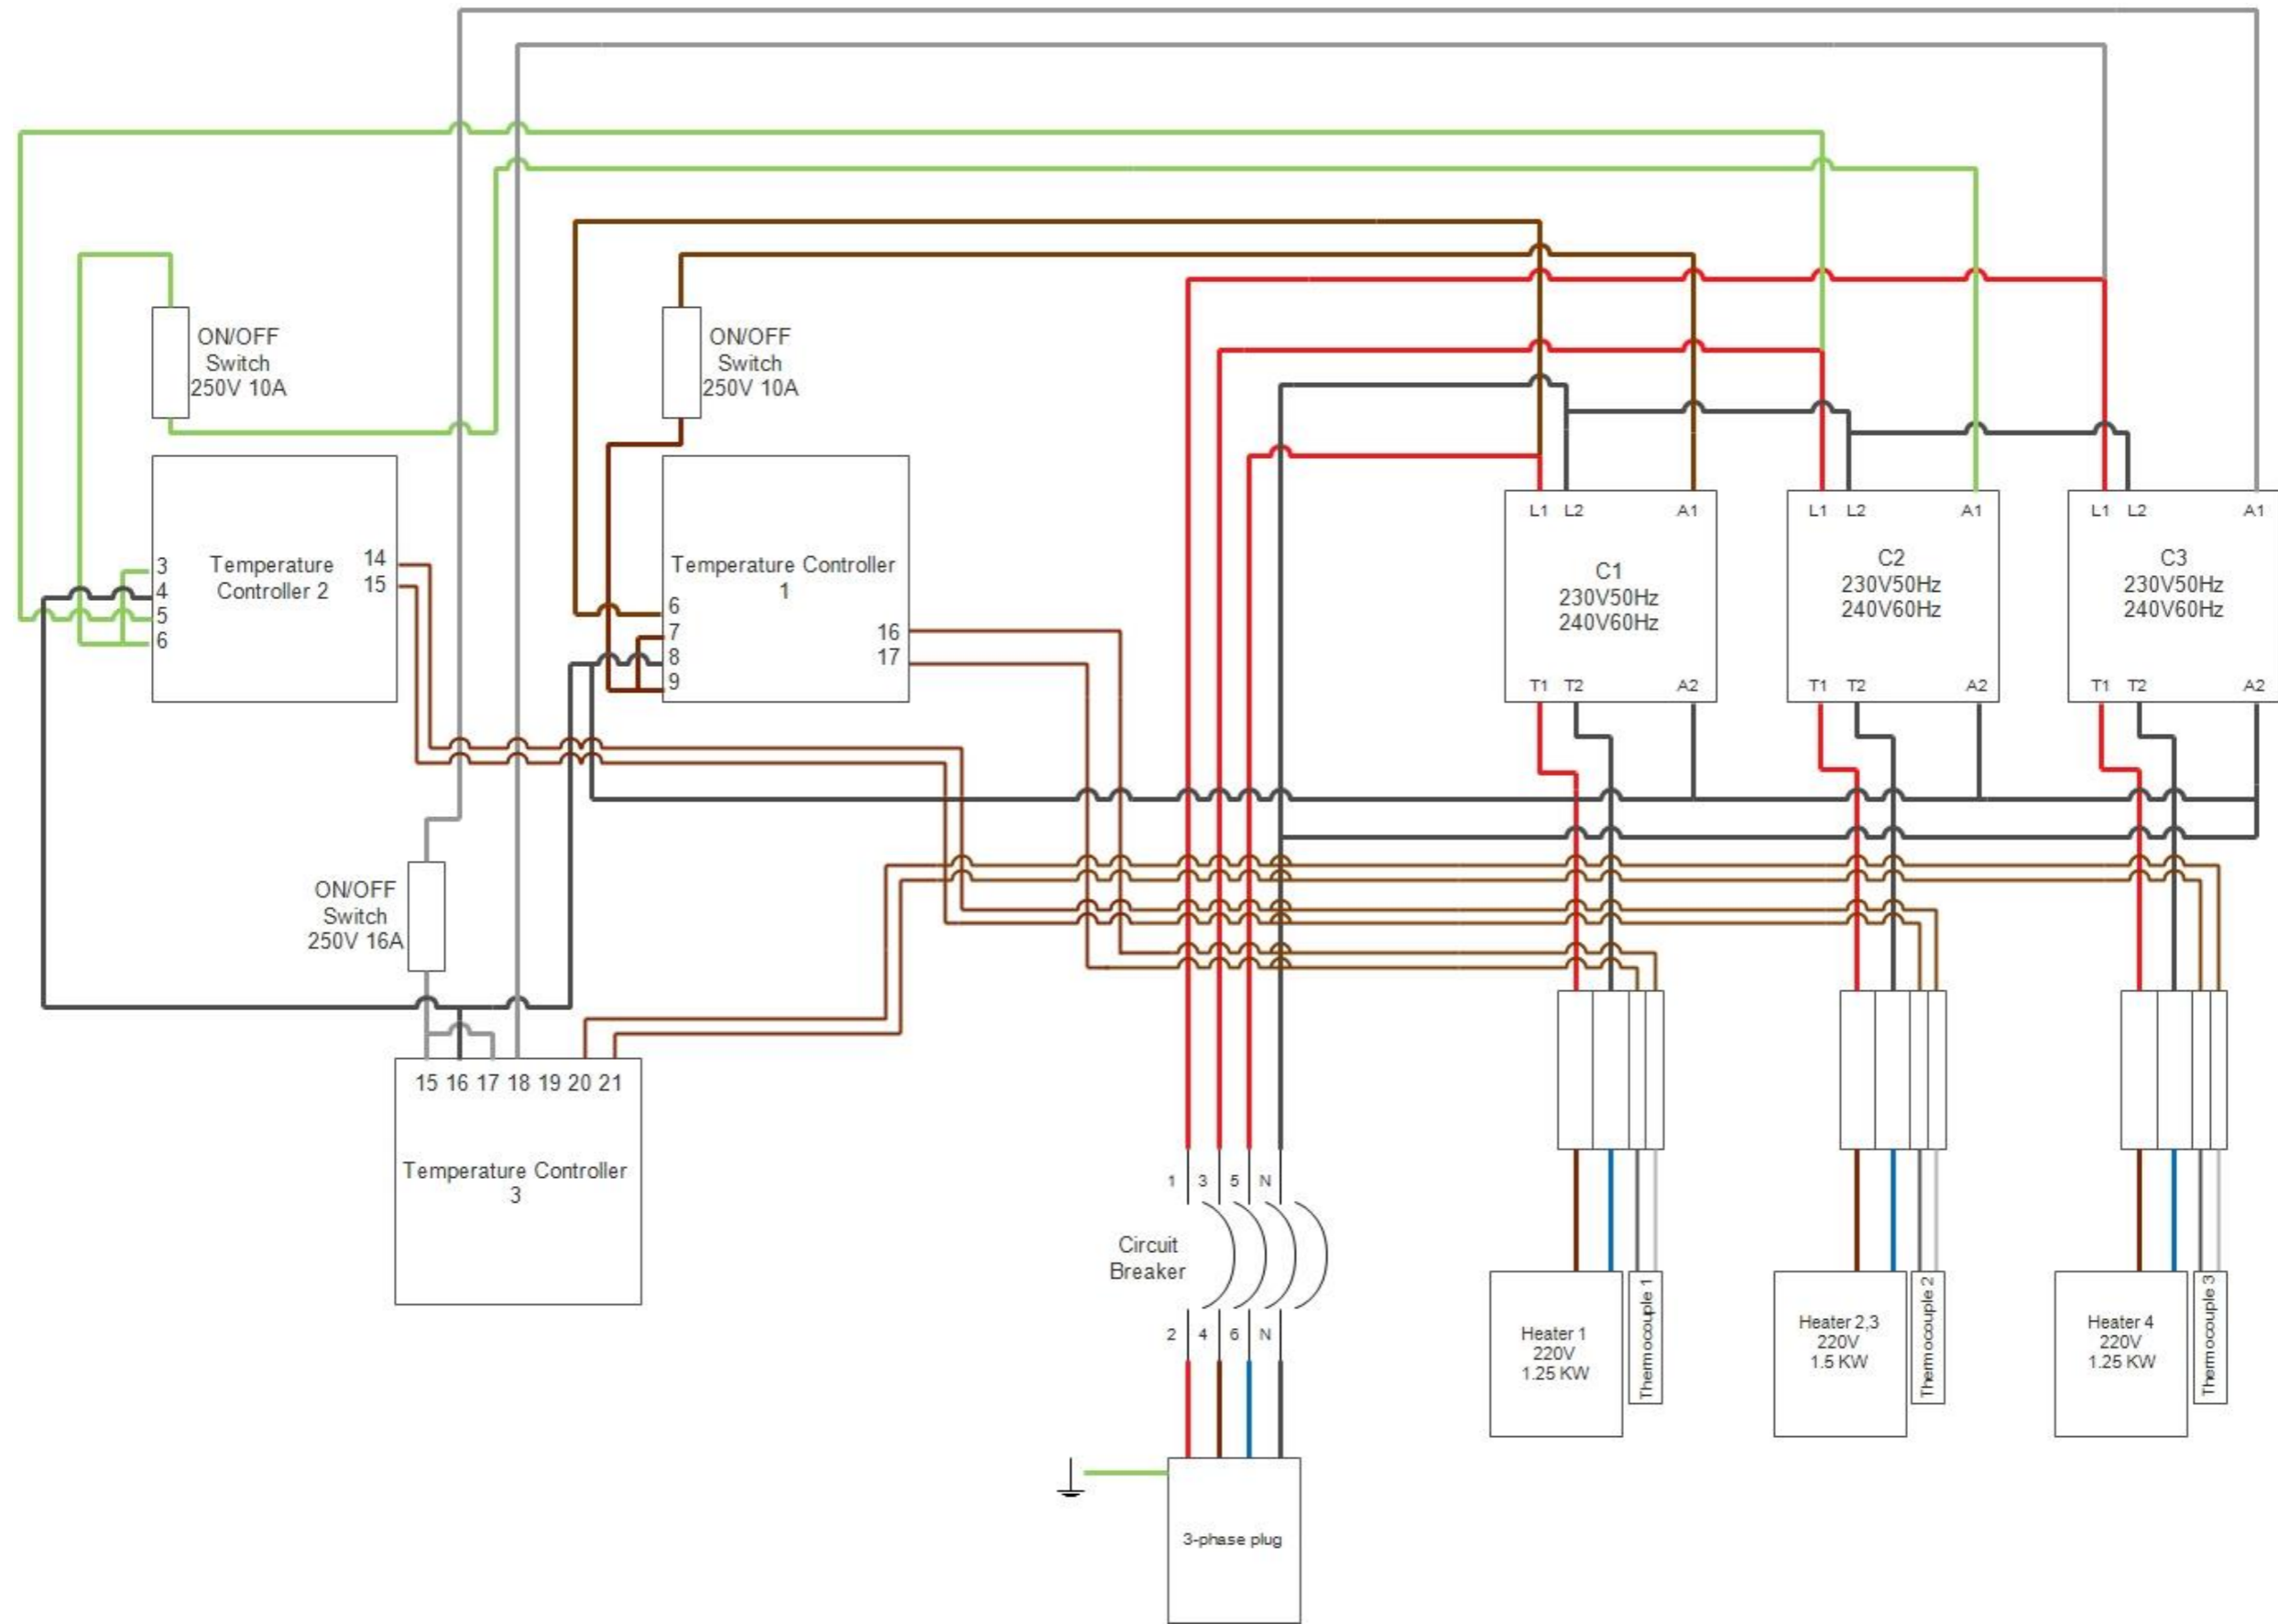 ON/OFF
Switch
250V 10A
ON/OFF
Switch
250V 10A
Temperature
Controller 2
3
4
5
6
14
15
Temperature Controller
1
6
7
8
9
16
17
L1 L2 A1
C1
230V50Hz
240V60Hz
T1 T2 A2
L1 L2 A1
C2
230V50Hz
240V60Hz
T1 T2 A2
L1 L2 A1
C3
230V50Hz
240V60Hz
T1 T2 A2
ON/OFF
Switch
250V 16A
15 16 17 18 19 20 21
Temperature Controller
3
1 3 5 N
Circuit
Breaker
2 4 6 N
3-phase plug
Heater 1
220V
1.25 KW
Thermocouple 1
Heater 2,3
220V
1.5 KW
Thermocouple 2
Heater 4
220V
1.25 KW
Thermocouple 3